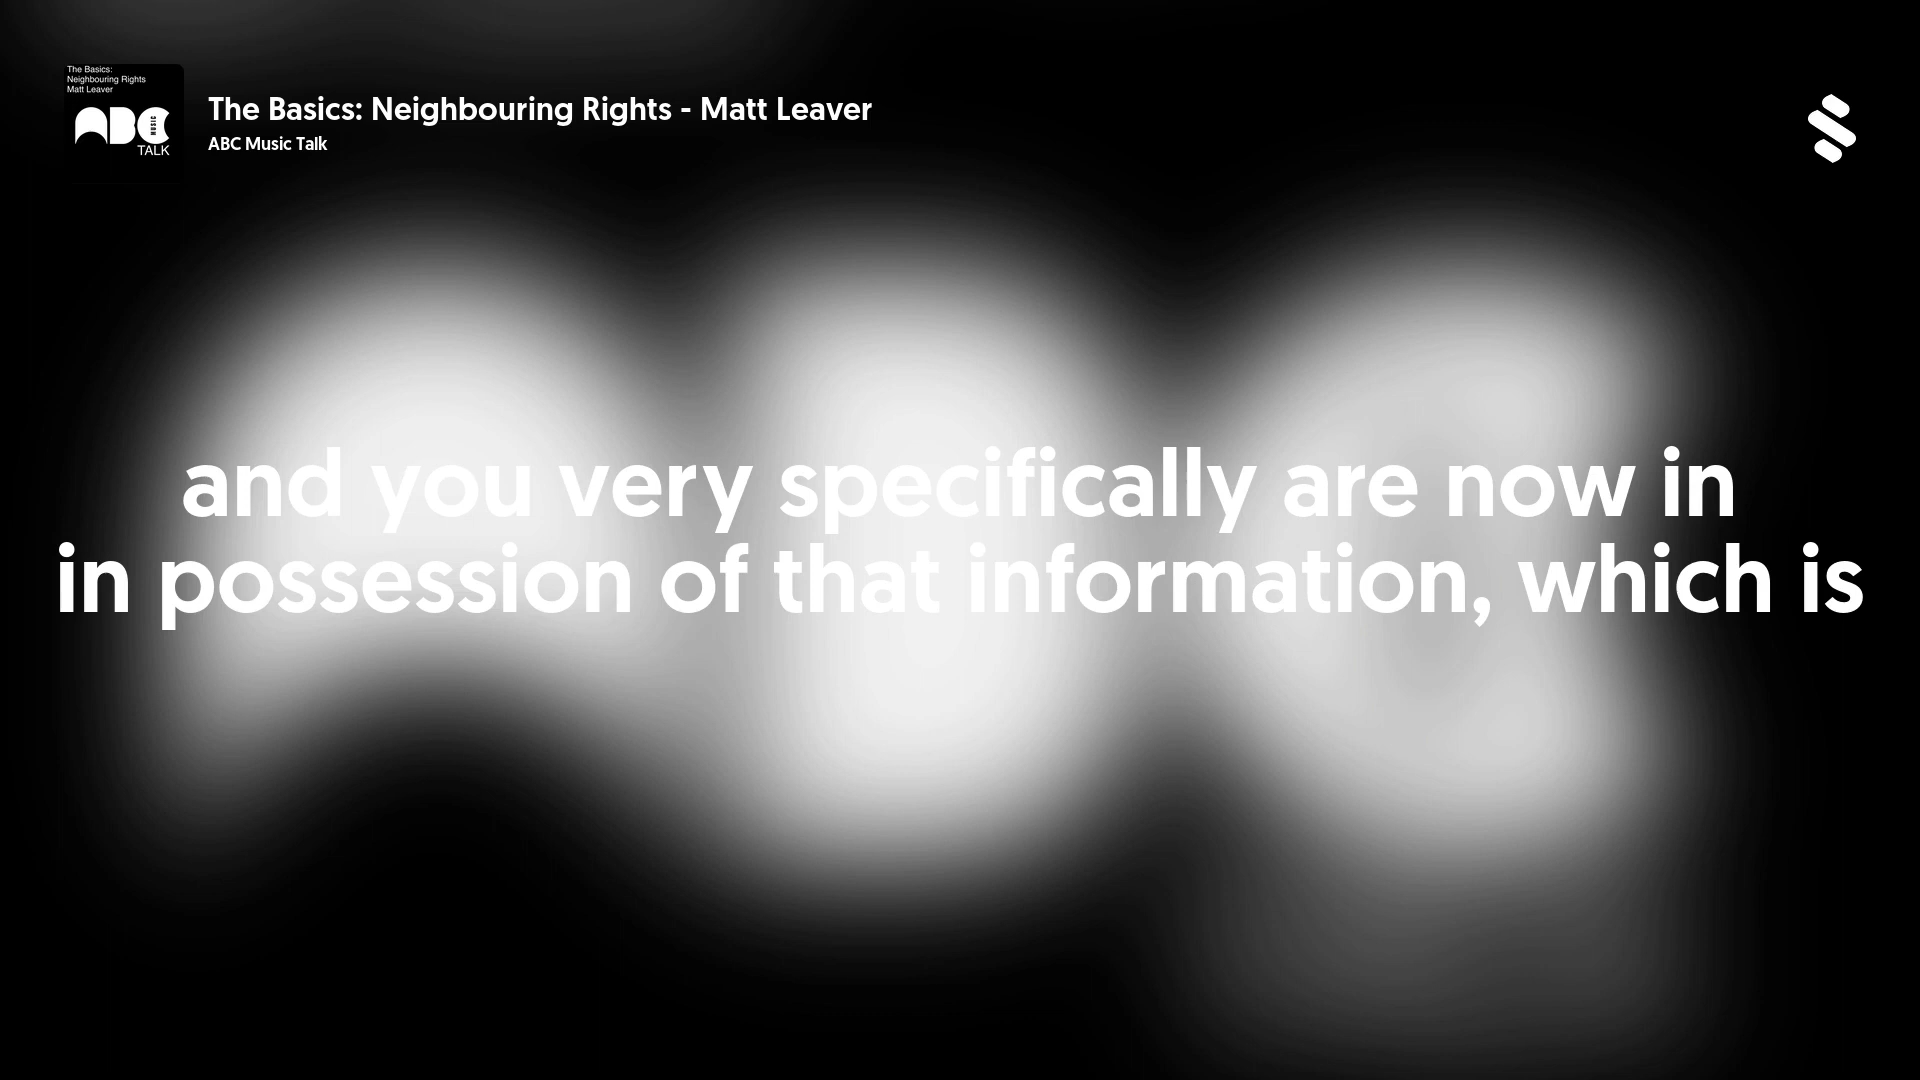 The Basics:
Neighbouring Rights
Matt Leaver
ABC
MUSIC
TALK
The Basics: Neighbouring Rights - Matt Leaver
ABC Music Talk
and you very specifically are now in
in possession of that information, which is